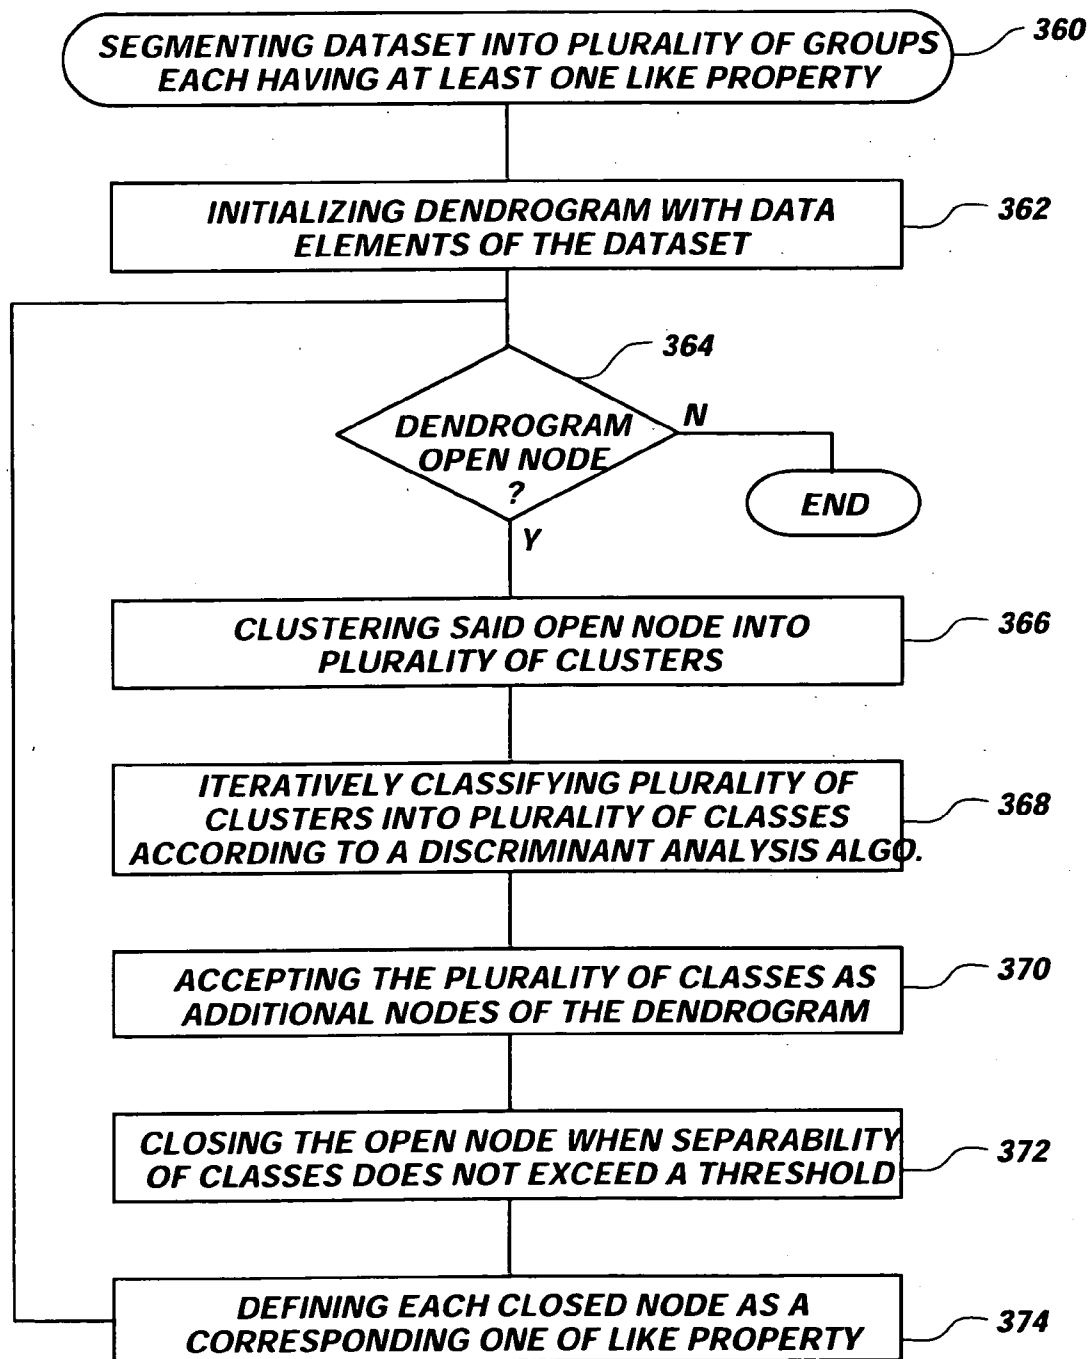 SEGMENTING DATASET INTO PLURALITY OF GROUPS
EACH HAVING AT LEAST ONE LIKE PROPERTY
360
INITIALIZING DENDROGRAM WITH DATA
ELEMENTS OF THE DATASET
362
364
DENDROGRAM
OPEN NODE
?
N
END
Y
CLUSTERING SAID OPEN NODE INTO
PLURALITY OF CLUSTERS
366
ITERATIVELY CLASSIFYING PLURALITY OF
CLUSTERS INTO PLURALITY OF CLASSES
ACCORDING TO A DISCRIMINANT ANALYSIS ALGO.
368
ACCEPTING THE PLURALITY OF CLASSES AS
ADDITIONAL NODES OF THE DENDROGRAM
370
CLOSING THE OPEN NODE WHEN SEPARABILITY
OF CLASSES DOES NOT EXCEED A THRESHOLD
372
DEFINING EACH CLOSED NODE AS A
CORRESPONDING ONE OF LIKE PROPERTY
374